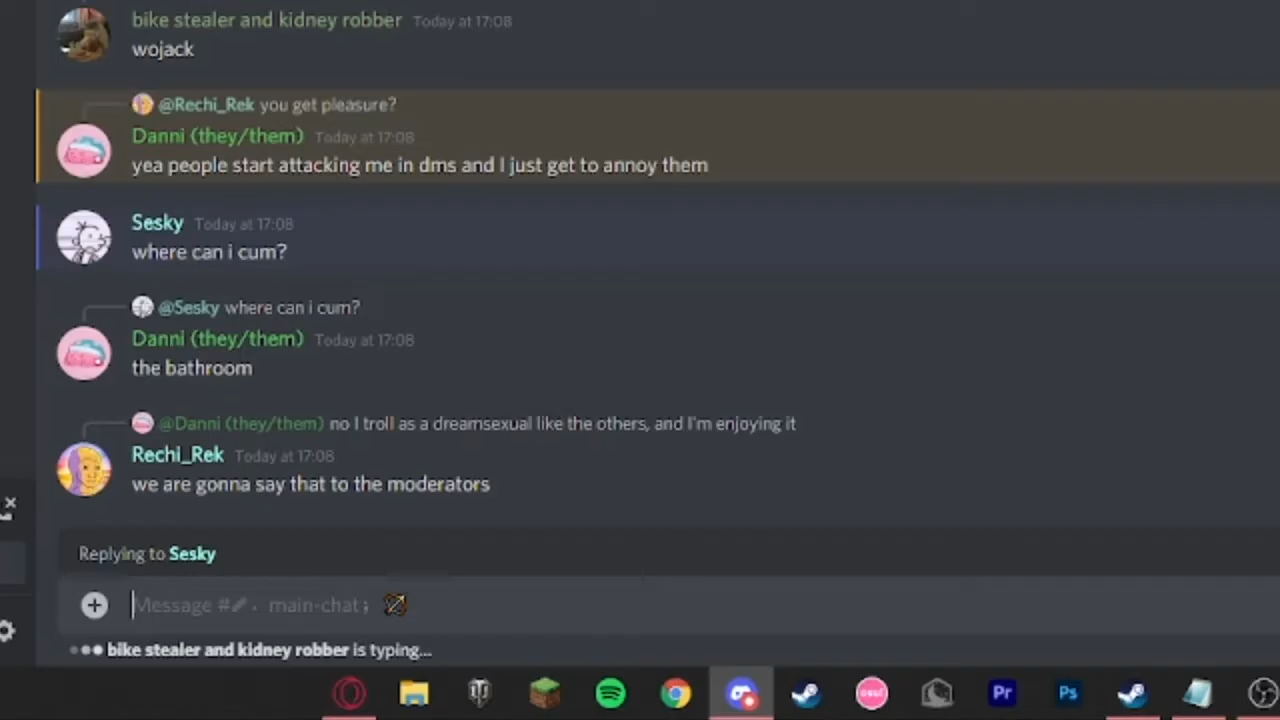 bike stealer and kidney robber Today at 17:08
wojack
@Rechi_Rek you get pleasure?
Danni (they/them) Today at 17:08
yea people start attacking me in dms and I just get to annoy them
Sesky Today at 17:08
where can i cum?
@Sesky where can i cum?
Danni (they/them) Today at 17:08
the bathroom
@Danni (they/them) no I troll as a dreamsexual like the others, and I'm enjoying it
Rechi_Rek Today at 17:08
we are gonna say that to the moderators
Replying to Sesky
Message # . main-chat;
bike stealer and kidney robber is typing...
osu!
Pr
Ps